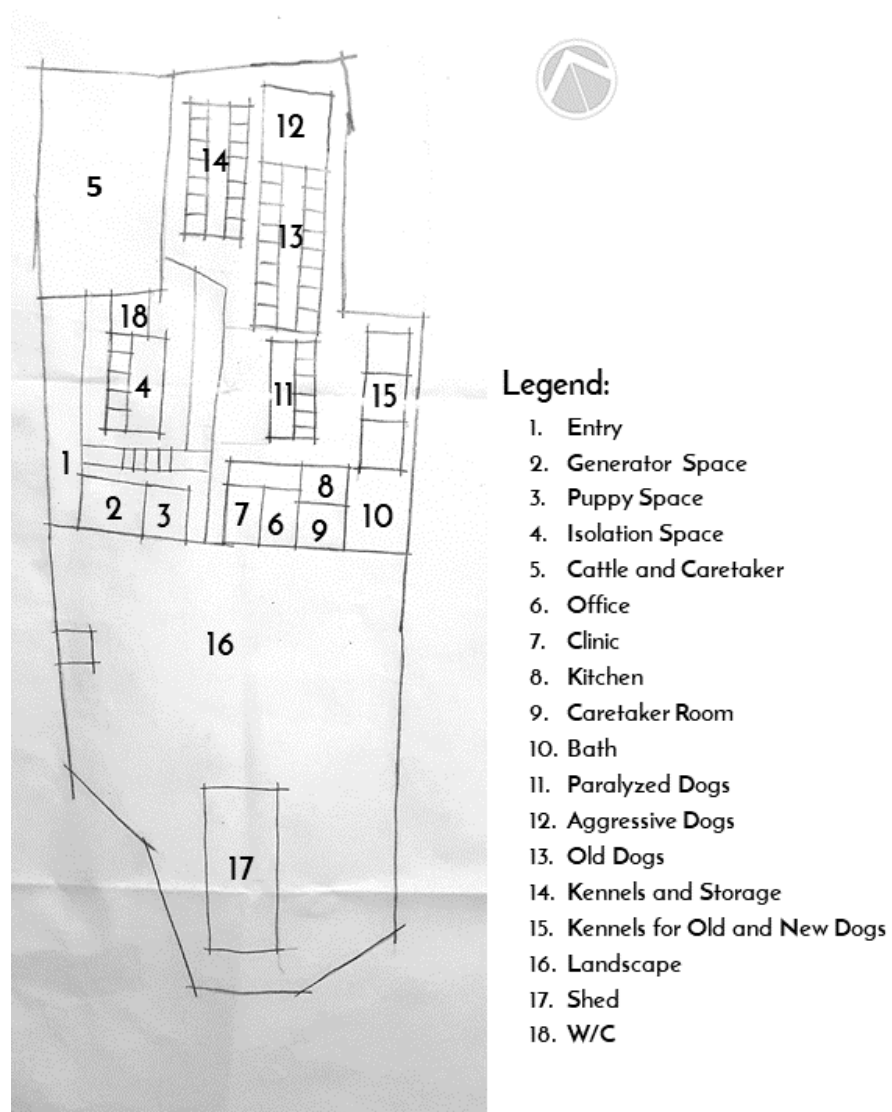 12
14
5
13
18
4
11
15
1
8
2
3
7
6
9
10
16
17
Legend:
1. Entry
2. Generator Space
3. Puppy Space
4. Isolation Space
5. Cattle and Caretaker
6. Office
7. Clinic
8. Kitchen
9. Caretaker Room
10. Bath
11. Paralyzed Dogs
12. Aggressive Dogs
13. Old Dogs
14. Kennels and Storage
15. Kennels for Old and New Dogs
16. Landscape
17. Shed
18. W/C